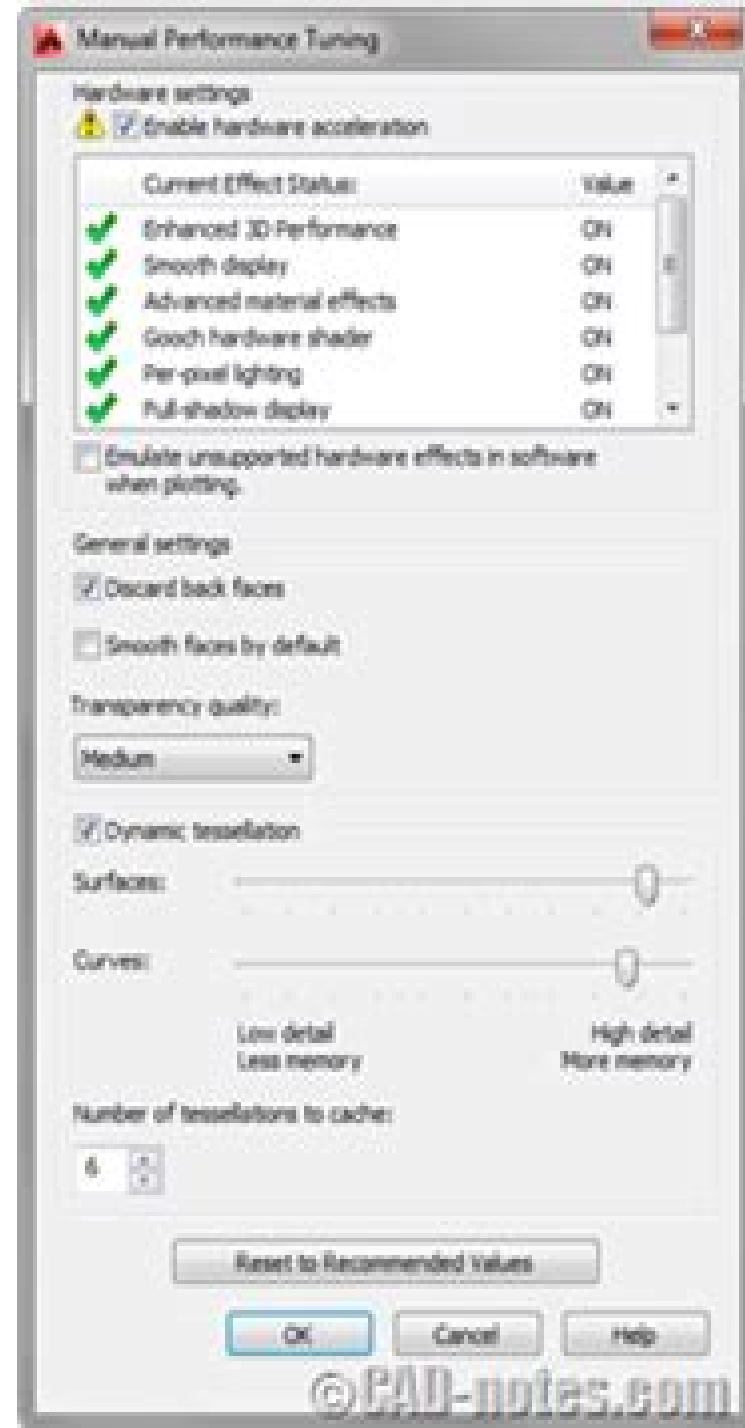 Manual Performance Tuning
Hardware settings
Enable hardware acceleration
Current Effect Status: Value
Enhanced 3D Performance ON
Smooth display ON
Advanced material effects ON
Gooch hardware shader ON
Per-pixel lighting ON
Full-shadow display ON
Emulate unsupported hardware effects in software
when plotting.
General settings
Discard back faces
Smooth faces by default
Transparency quality:
Medium
Dynamic tessellation
Surfaces:
Curves:
Low detail High detail
Less memory More memory
Number of tessellations to cache:
6
Reset to Recommended Values
OK Cancel Help
©CAD-notes.com